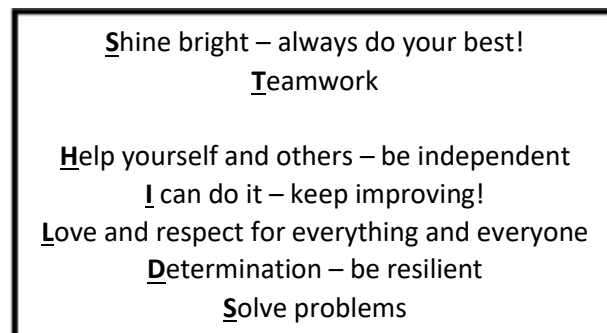 Shine bright – always do your best!
Teamwork
Help yourself and others – be independent
I can do it – keep improving!
Love and respect for everything and everyone
Determination – be resilient
Solve problems